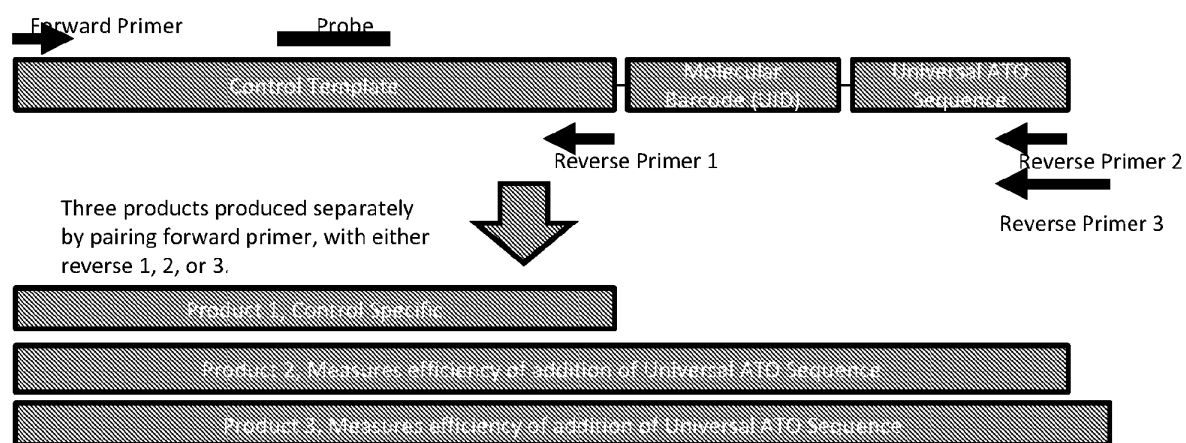 Forward Primer
Probe
Control Template
Molecular
Barcode (UID)
Universal ATO
Sequence
Reverse Primer 1
Reverse Primer 2
Reverse Primer 3
Three products produced separately
by pairing forward primer, with either
reverse 1, 2, or 3.
Product 1, Control Specific
Product 2, Measures efficiency of addition of Universal ATO Sequence
Product 3, Measures efficiency of addition of Universal ATO Sequence